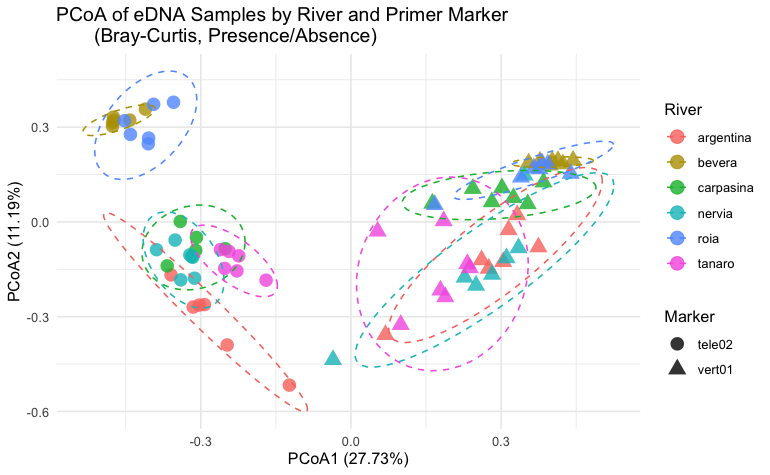 PCoA of eDNA Samples by River and Primer Marker
(Bray-Curtis, Presence/Absence)
PCoA2 (11.19%)
0.3
0.0
-0.3
-0.6
-0.3
0.0
0.3
PCoA1 (27.73%)
River
argentina
bevera
carpasina
nervia
roia
tanaro
Marker
tele02
vert01